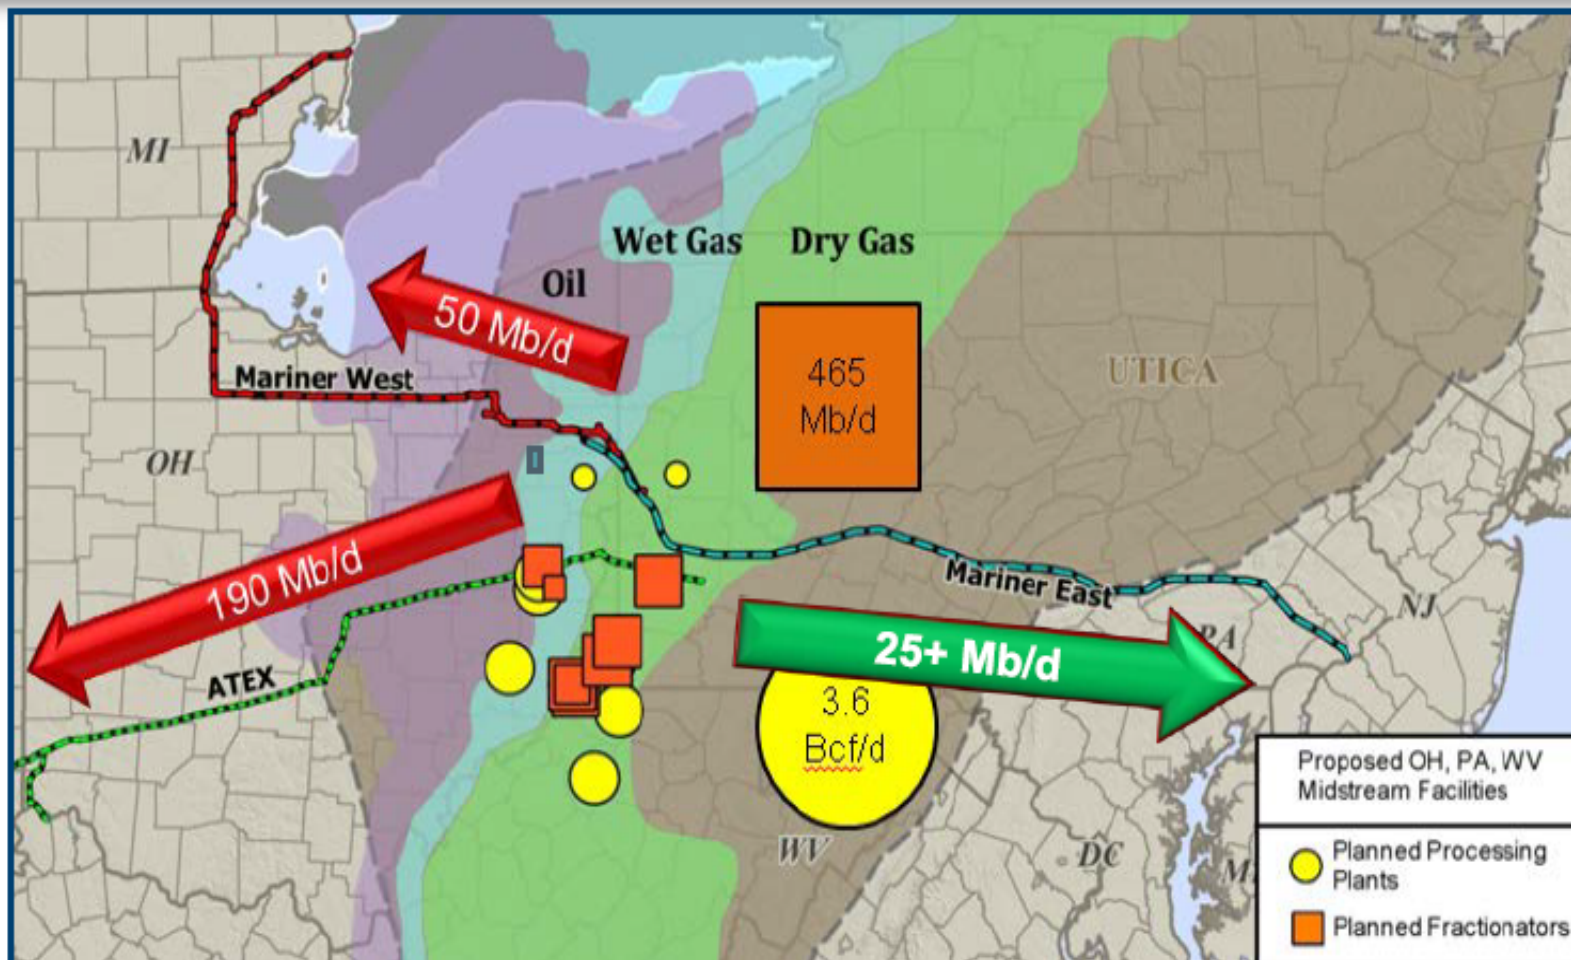 MI
Wet Gas
Dry Gas
Oil
50 Mb/d
465
Mb/d
UTICA
Mariner West
OH
190 Mb/d
Mariner East
NJ
PA
25+ Mb/d
ATEX
3.6
Bcf/d
WV
DC
Proposed OH, PA, WV
Midstream Facilities
Planned Processing
Plants
Planned Fractionators